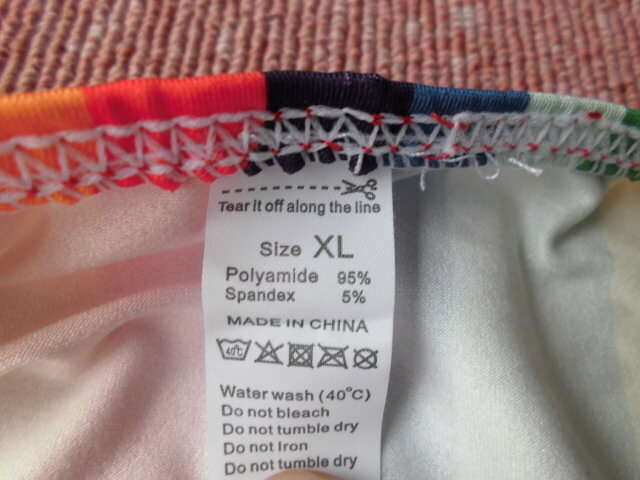 Tear it off along the line
Size XL
Polyamide 95%
Spandex 5%
MADE IN CHINA
40°C
Water wash (40°C)
Do not bleach
Do not tumble dry
Do not Iron
Do not tumble dry